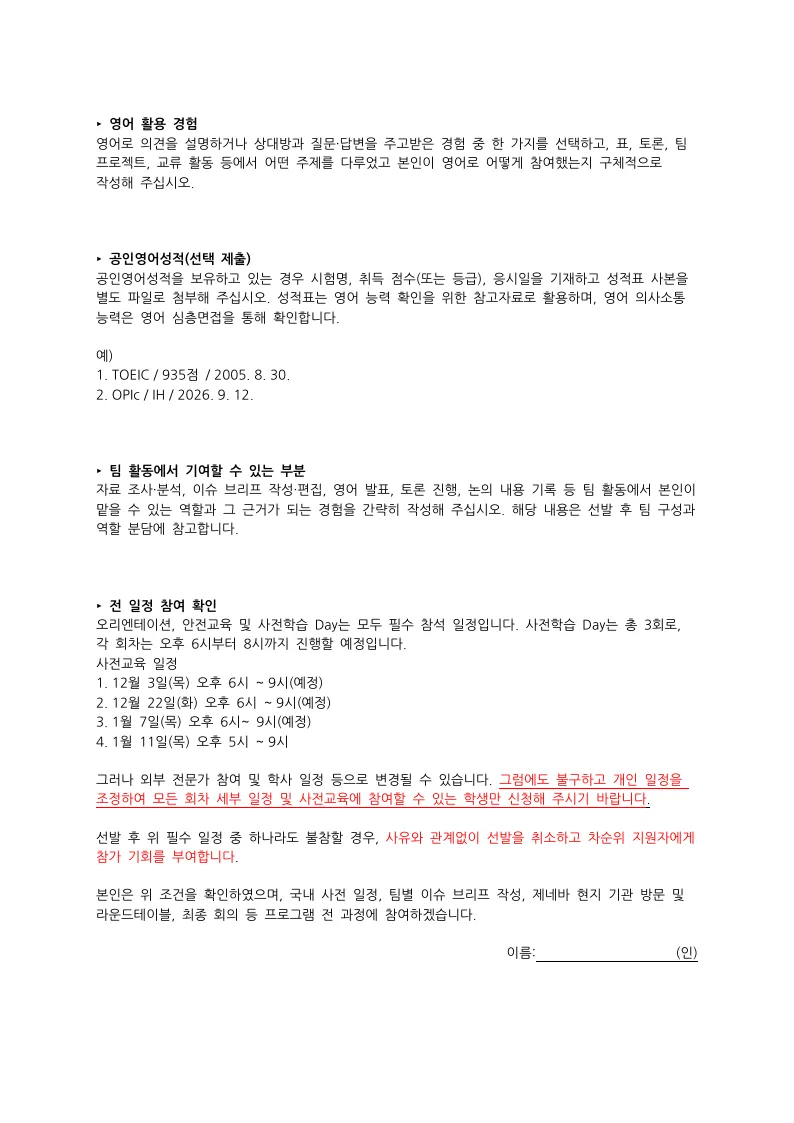 ▸ 영어 활용 경험
영어로 의견을 설명하거나 상대방과 질문·답변을 주고받은 경험 중 한 가지를 선택하고, 표, 토론, 팀
프로젝트, 교류 활동 등에서 어떤 주제를 다루었고 본인이 영어로 어떻게 참여했는지 구체적으로
작성해 주십시오.
▸ 공인영어성적(선택 제출)
공인영어성적을 보유하고 있는 경우 시험명, 취득 점수(또는 등급), 응시일을 기재하고 성적표 사본을
별도 파일로 첨부해 주십시오. 성적표는 영어 능력 확인을 위한 참고자료로 활용하며, 영어 의사소통
능력은 영어 심층면접을 통해 확인합니다.
예)
1. TOEIC / 935점 / 2005. 8. 30.
2. OPIc / IH / 2026. 9. 12.
▸ 팀 활동에서 기여할 수 있는 부분
자료 조사·분석, 이슈 브리프 작성·편집, 영어 발표, 토론 진행, 논의 내용 기록 등 팀 활동에서 본인이
맡을 수 있는 역할과 그 근거가 되는 경험을 간략히 작성해 주십시오. 해당 내용은 선발 후 팀 구성과
역할 분담에 참고합니다.
▸ 전 일정 참여 확인
오리엔테이션, 안전교육 및 사전학습 Day는 모두 필수 참석 일정입니다. 사전학습 Day는 총 3회로,
각 회차는 오후 6시부터 8시까지 진행할 예정입니다.
사전교육 일정
1. 12월 3일(목) 오후 6시 ~ 9시(예정)
2. 12월 22일(화) 오후 6시 ~ 9시(예정)
3. 1월 7일(목) 오후 6시~ 9시(예정)
4. 1월 11일(목) 오후 5시 ~ 9시
그러나 외부 전문가 참여 및 학사 일정 등으로 변경될 수 있습니다. 그럼에도 불구하고 개인 일정을
조정하여 모든 회차 세부 일정 및 사전교육에 참여할 수 있는 학생만 신청해 주시기 바랍니다.
선발 후 위 필수 일정 중 하나라도 불참할 경우, 사유와 관계없이 선발을 취소하고 차순위 지원자에게
참가 기회를 부여합니다.
본인은 위 조건을 확인하였으며, 국내 사전 일정, 팀별 이슈 브리프 작성, 제네바 현지 기관 방문 및
라운드테이블, 최종 회의 등 프로그램 전 과정에 참여하겠습니다.
이름: (인)